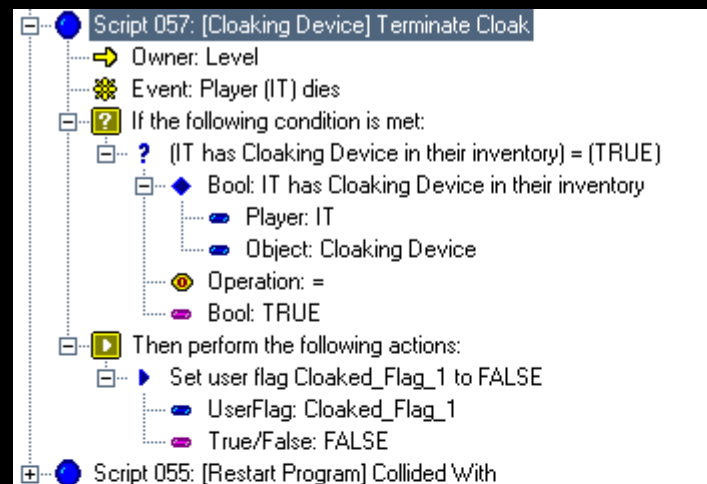 Script 057: [Cloaking Device] Terminate Cloak
Owner: Level
Event: Player (IT) dies
If the following condition is met:
? (IT has Cloaking Device in their inventory) = (TRUE)
Bool: IT has Cloaking Device in their inventory
Player: IT
Object: Cloaking Device
Operation: =
Bool: TRUE
Then perform the following actions:
Set user flag Cloaked_Flag_1 to FALSE
UserFlag: Cloaked_Flag_1
True/False: FALSE
Script 055: [Restart Program] Collided With